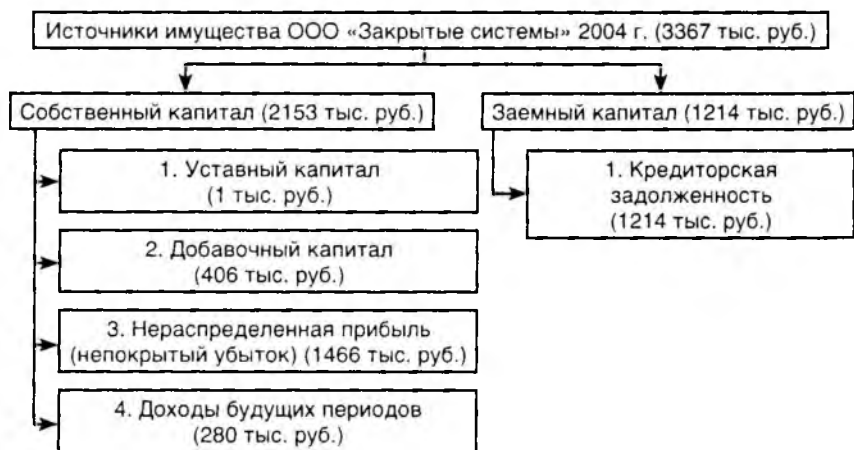 Источники имущества ООО «Закрытые системы» 2004 г. (3367 тыс. руб.)
Собственный капитал (2153 тыс. руб.)
Заемный капитал (1214 тыс. руб.)
1. Уставный капитал
(1 тыс. руб.)
2. Добавочный капитал
(406 тыс. руб.)
3. Нераспределенная прибыль
(непокрытый убыток) (1466 тыс. руб.)
4. Доходы будущих периодов
(280 тыс. руб.)
1. Кредиторская
задолженность
(1214 тыс. руб.)